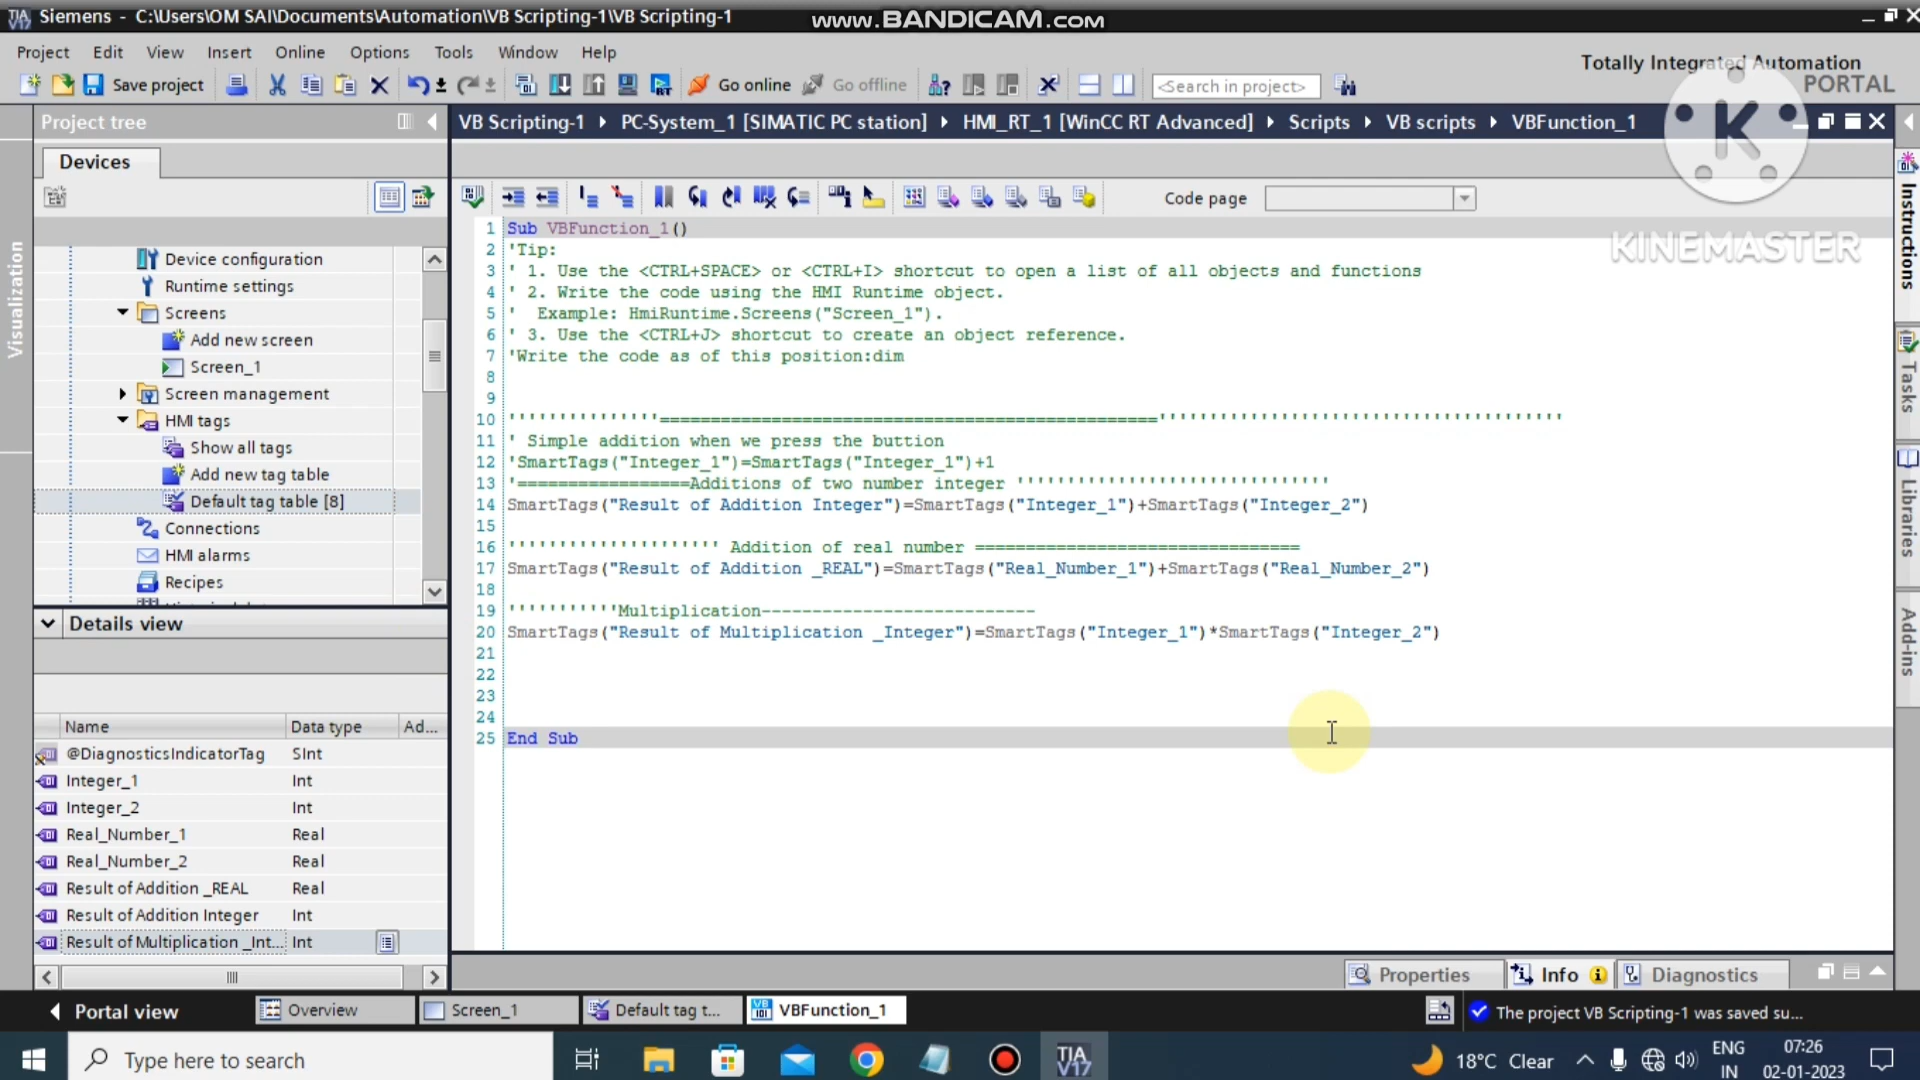 Siemens - C:\Users\OM SAI\Documents\Automation\VB Scripting-1\VB Scripting-1
www.BANDICAM.com
Project Edit View Insert Online Options Tools Window Help
Totally Integrated Automation
PORTAL
Save project
Go online
Go offline
<Search in project>
K
KINEMASTER
Project tree
VB Scripting-1 PC-System_1 [SIMATIC PC station] HMI_RT_1 [WinCC RT Advanced] Scripts VB scripts VBFunction_1
Devices
Code page
Visualization
Device configuration
Runtime settings
Screens
Add new screen
Screen_1
Screen management
HMI tags
Show all tags
Add new tag table
Default tag table [8]
Connections
HMI alarms
Recipes
1 Sub VBFunction_1()
2 'Tip:
3 ' 1. Use the <CTRL+SPACE> or <CTRL+I> shortcut to open a list of all objects and functions
4 ' 2. Write the code using the HMI Runtime object.
5 '  Example: HmiRuntime.Screens("Screen_1").
6 ' 3. Use the <CTRL+J> shortcut to create an object reference.
7 'Write the code as of this position:dim
8
9
10 '''''''''''''''=================================================''''''''''''''''''''''''''''''''''''''''
11 ' Simple addition when we press the buttion
12 'SmartTags("Integer_1")=SmartTags("Integer_1")+1
13 '=================Additions of two number integer '''''''''''''''''''''''''''''''
14 SmartTags("Result of Addition Integer")=SmartTags("Integer_1")+SmartTags("Integer_2")
15
16 ''''''''''''''''''''' Addition of real number ================================
17 SmartTags("Result of Addition _REAL")=SmartTags("Real_Number_1")+SmartTags("Real_Number_2")
18
19 '''''''''''Multiplication---------------------------
20 SmartTags("Result of Multiplication _Integer")=SmartTags("Integer_1")*SmartTags("Integer_2")
21
22
23
24
25 End Sub
Details view
Name Data type Ad...
@DiagnosticsIndicatorTag SInt
Integer_1 Int
Integer_2 Int
Real_Number_1 Real
Real_Number_2 Real
Result of Addition _REAL Real
Result of Addition Integer Int
Result of Multiplication _Int... Int
Instructions
Tasks
Libraries
Add-ins
Properties
Info
Diagnostics
Portal view
Overview
Screen_1
Default tag t...
VBFunction_1
The project VB Scripting-1 was saved su...
Type here to search
TIA V17
18°C Clear
ENG
IN
07:26
02-01-2023